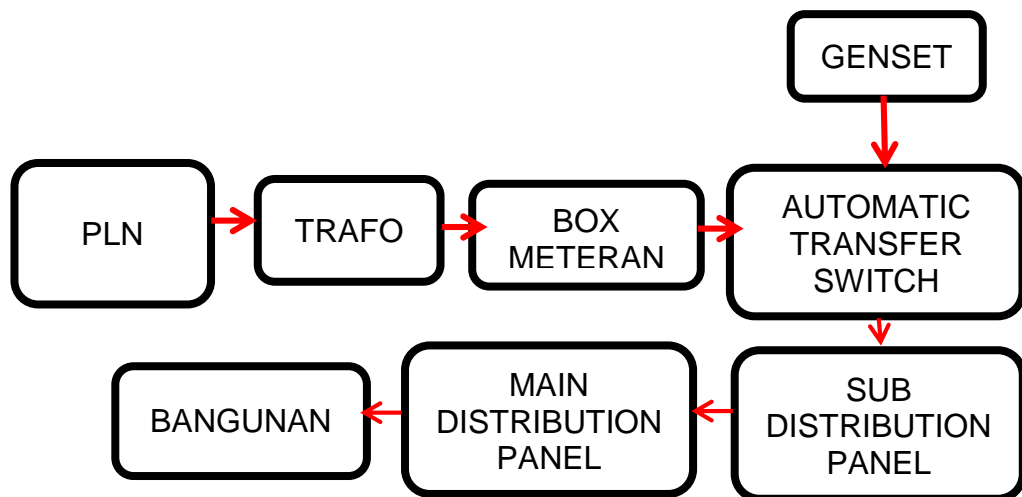 GENSET
PLN
TRAFO
BOX
METERAN
AUTOMATIC
TRANSFER
SWITCH
BANGUNAN
MAIN
DISTRIBUTION
PANEL
SUB
DISTRIBUTION
PANEL